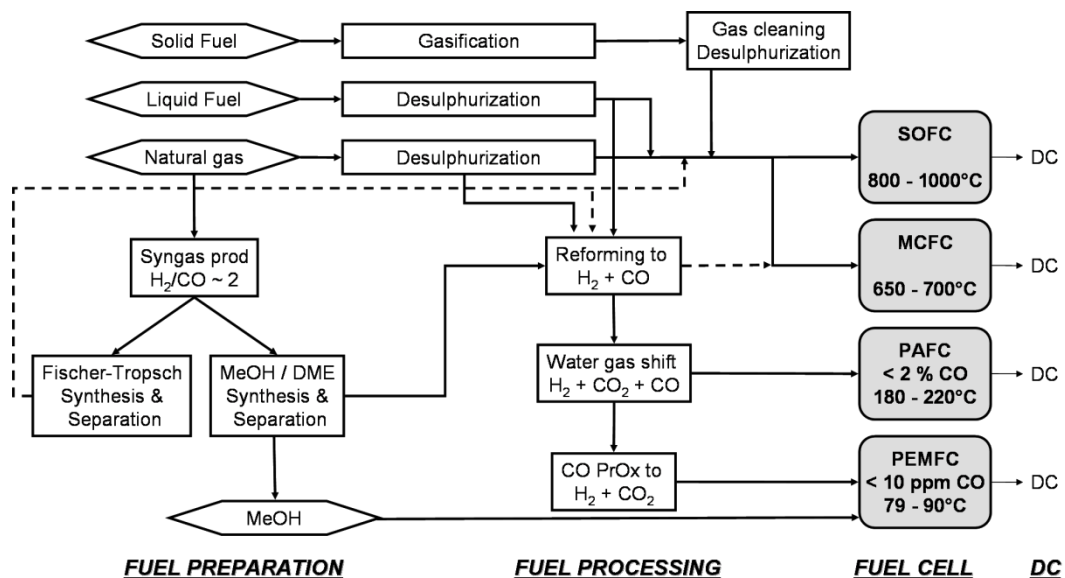 Solid Fuel
Gasification
Gas cleaning
Desulphurization
Liquid Fuel
Desulphurization
Natural gas
Desulphurization
SOFC
800 - 1000°C
DC
Syngas prod
H₂/CO ~ 2
Reforming to
H₂ + CO
MCFC
650 - 700°C
DC
Fischer-Tropsch
Synthesis &
Separation
MeOH / DME
Synthesis &
Separation
Water gas shift
H₂ + CO₂ + CO
PAFC
< 2 % CO
180 - 220°C
DC
CO PrOx to
H₂ + CO₂
PEMFC
< 10 ppm CO
79 - 90°C
DC
MeOH
FUEL PREPARATION
FUEL PROCESSING
FUEL CELL
DC